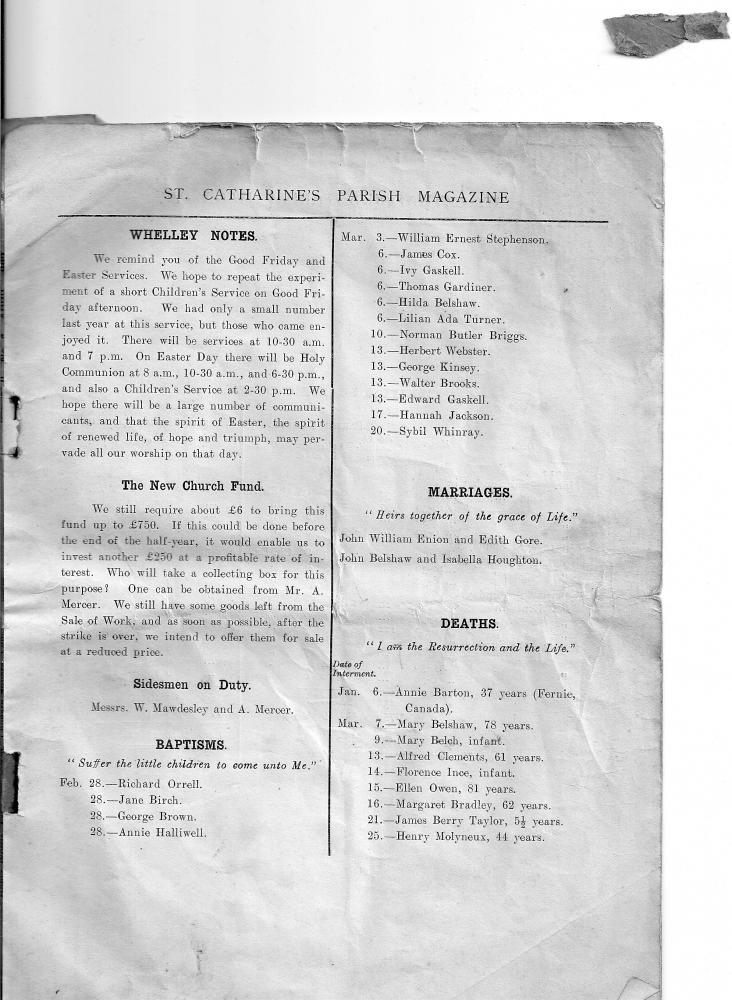 ST. CATHARINE'S PARISH MAGAZINE
WHELLEY NOTES.
We remind you of the Good Friday and
Easter Services. We hope to repeat the experi-
ment of a short Children's Service on Good Fri-
day afternoon. We had only a small number
last year at this service, but those who came en-
joyed it. There will be services at 10-30 a.m.
and 7 p.m. On Easter Day there will be Holy
Communion at 8 a.m., 10-30 a.m., and 6-30 p.m.,
and also a Children's Service at 2-30 p.m. We
hope there will be a large number of communi-
cants, and that the spirit of Easter, the spirit
of renewed life, of hope and triumph, may per-
vade all our worship on that day.
The New Church Fund.
We still require about £6 to bring this
fund up to £750. If this could be done before
the end of the half-year, it would enable us to
invest another £250 at a profitable rate of in-
terest. Who will take a collecting box for this
purpose? One can be obtained from Mr. A.
Mercer. We still have some goods left from the
Sale of Work, and as soon as possible, after the
strike is over, we intend to offer them for sale
at a reduced price.
Sidesmen on Duty.
Messrs. W. Mawdesley and A. Mercer.
BAPTISMS.
"Suffer the little children to come unto Me."
Feb. 28.—Richard Orrell.
28.—Jane Birch.
28.—George Brown.
28.—Annie Halliwell.
Mar. 3.—William Ernest Stephenson.
6.—James Cox.
6.—Ivy Gaskell.
6.—Thomas Gardiner.
6.—Hilda Belshaw.
6.—Lilian Ada Turner.
10.—Norman Butler Briggs.
13.—Herbert Webster.
13.—George Kinsey.
13.—Walter Brooks.
13.—Edward Gaskell.
17.—Hannah Jackson.
20.—Sybil Whinray.
MARRIAGES.
"Heirs together of the grace of Life."
John William Enion and Edith Gore.
John Belshaw and Isabella Houghton.
DEATHS.
"I am the Resurrection and the Life."
Date of
Interment.
Jan. 6.—Annie Barton, 37 years (Fernie,
Canada).
Mar. 7.—Mary Belshaw, 78 years.
9.—Mary Belch, infant.
13.—Alfred Clements, 61 years.
14.—Florence Ince, infant.
15.—Ellen Owen, 81 years.
16.—Margaret Bradley, 62 years.
21.—James Berry Taylor, 5½ years.
25.—Henry Molyneux, 44 years.